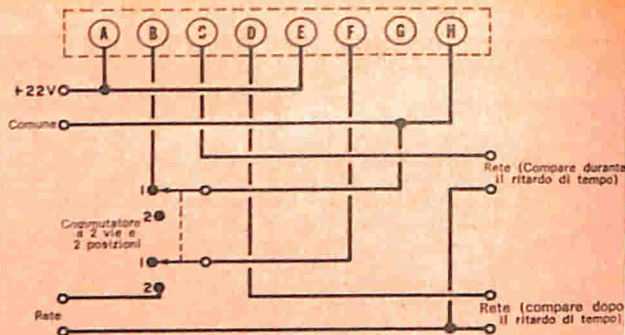 A B C D E F G H
+22V
Comune
Rete (Compare durante
il ritardo di tempo)
1
2
Commutatore
a 2 vie e
2 posizioni
1
2
Rete
Rete (compare dopo
il ritardo di tempo)